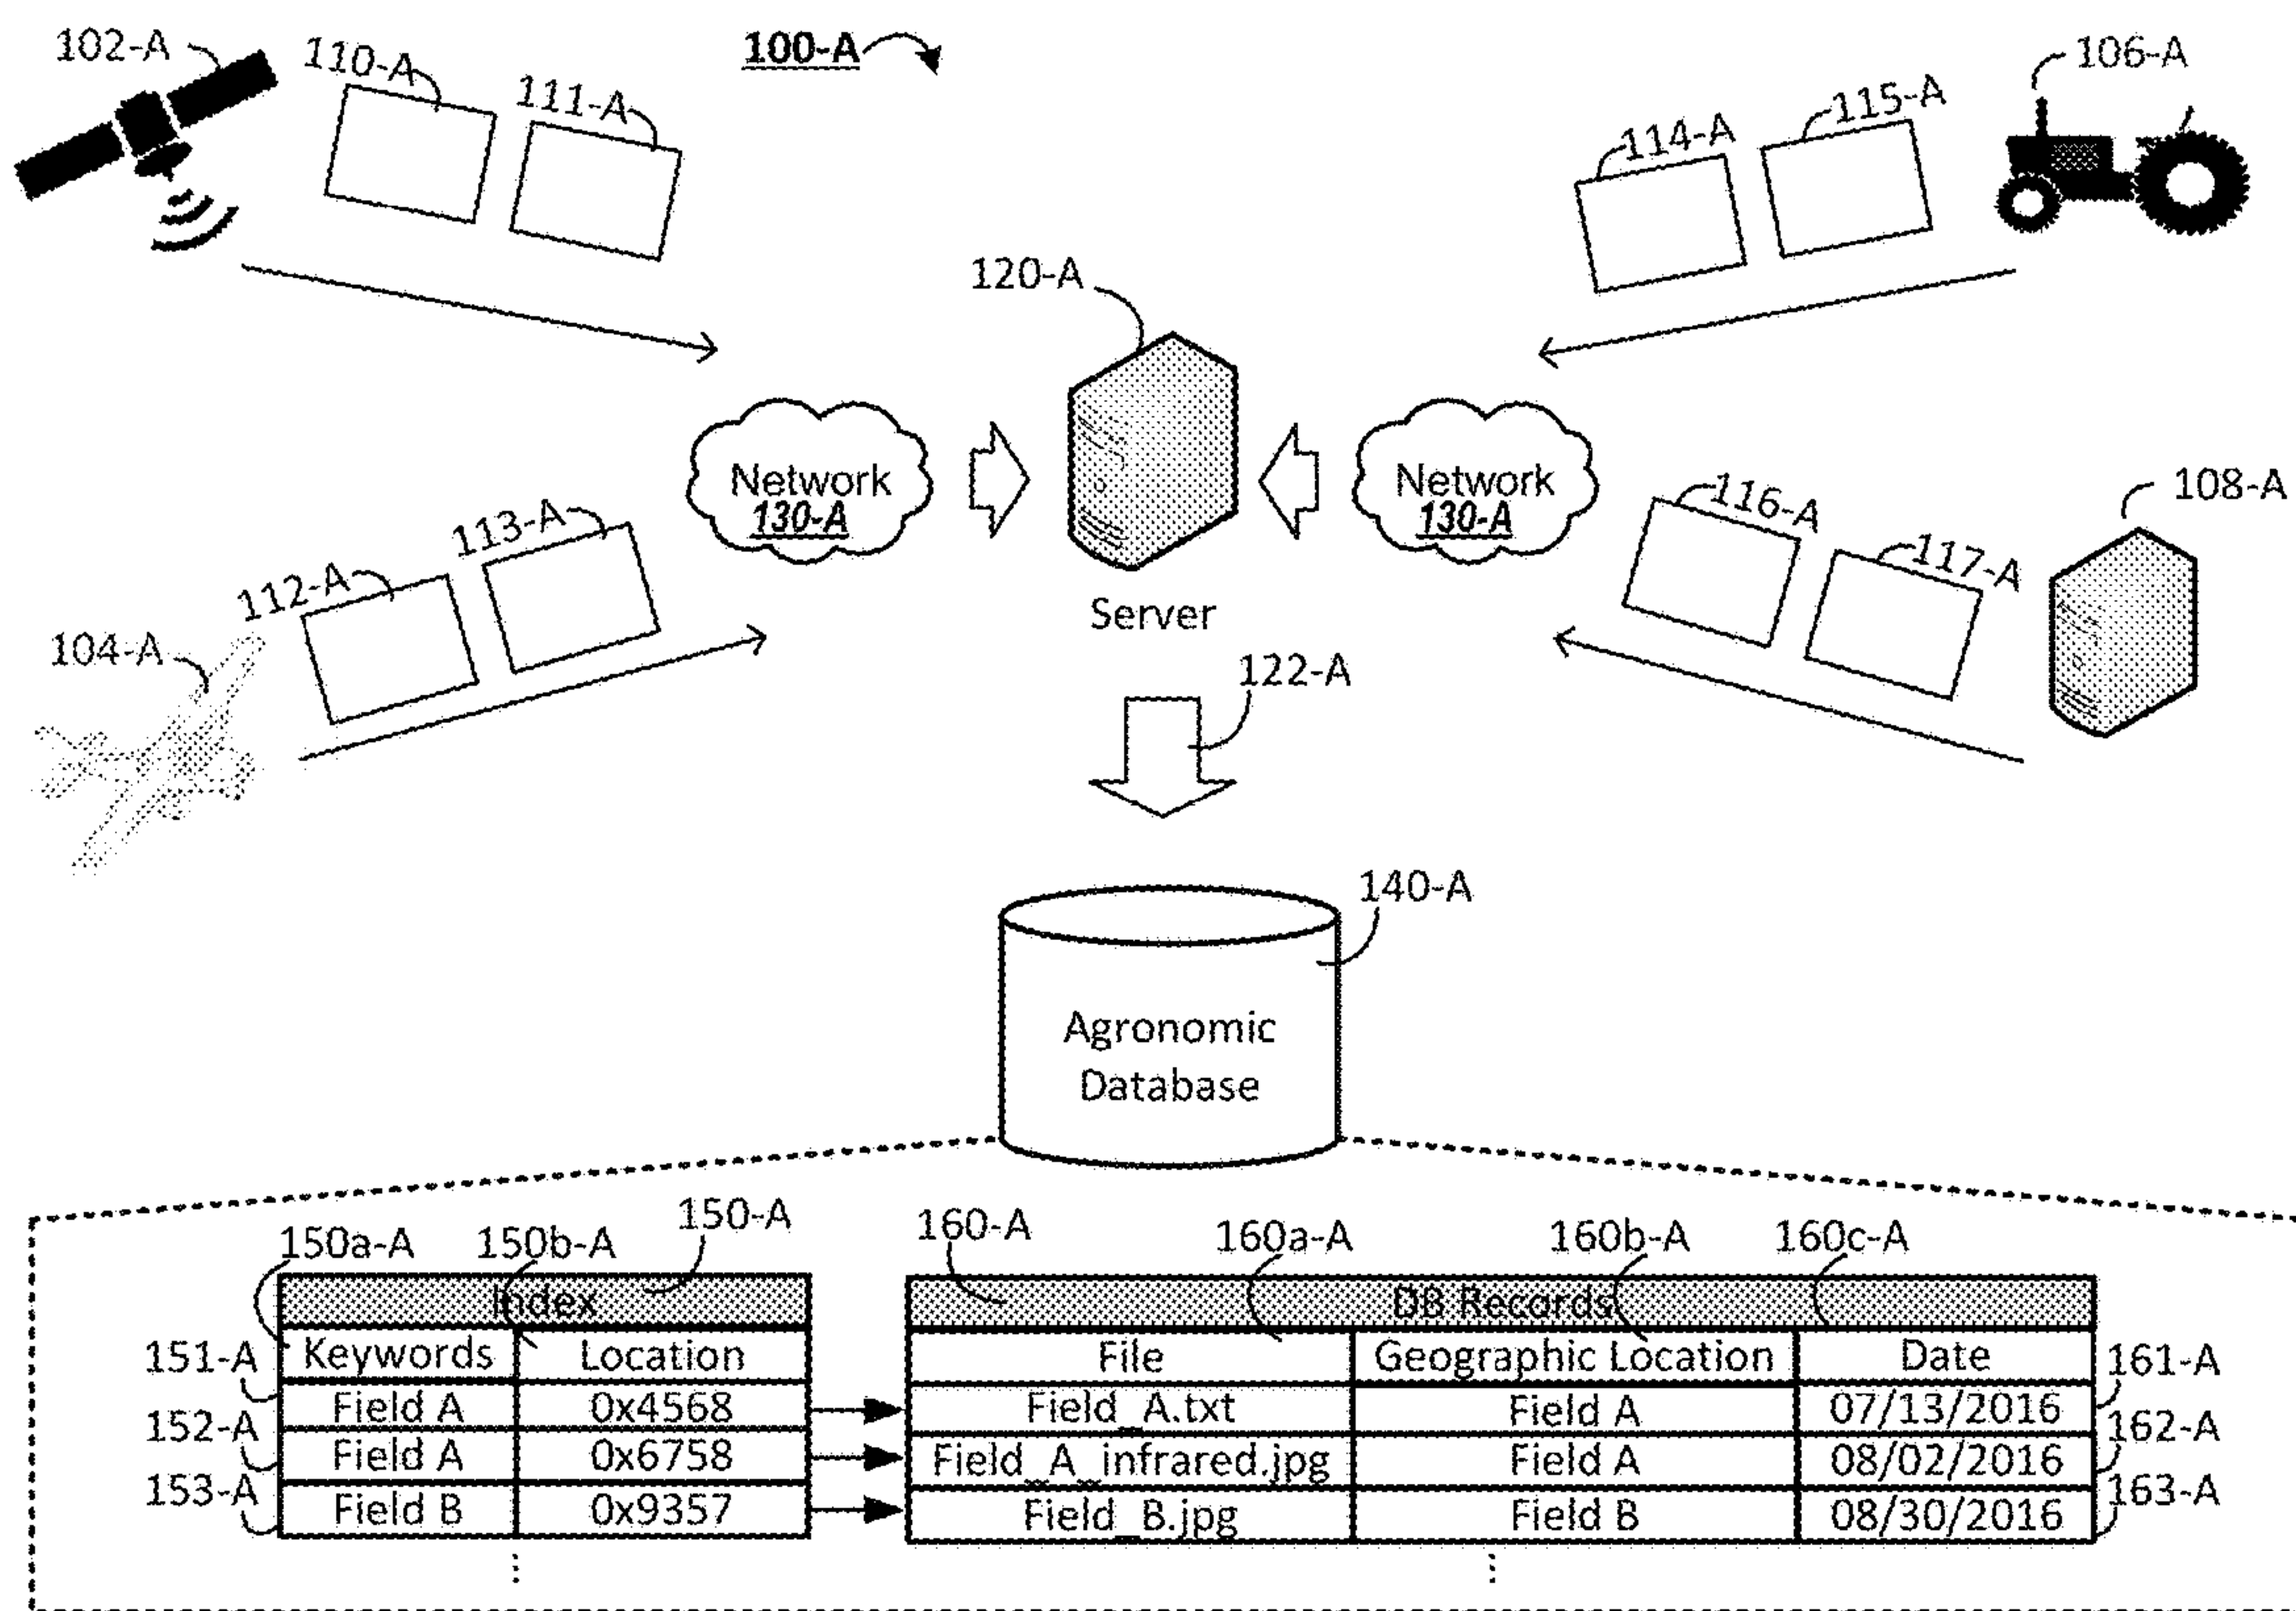 102-A
110-A
111-A
100-A
114-A
115-A
106-A
120-A
Network
130-A
Network
130-A
112-A
113-A
116-A
117-A
108-A
104-A
Server
122-A
140-A
Agronomic
Database
150a-A 150b-A 150-A
160-A 160a-A 160b-A 160c-A
Index
DB Records
Keywords Location
File Geographic Location Date
151-A Field A 0x4568
Field_A.txt Field A 07/13/2016 161-A
152-A Field A 0x6758
Field_A_infrared.jpg Field A 08/02/2016 162-A
153-A Field B 0x9357
Field_B.jpg Field B 08/30/2016 163-A